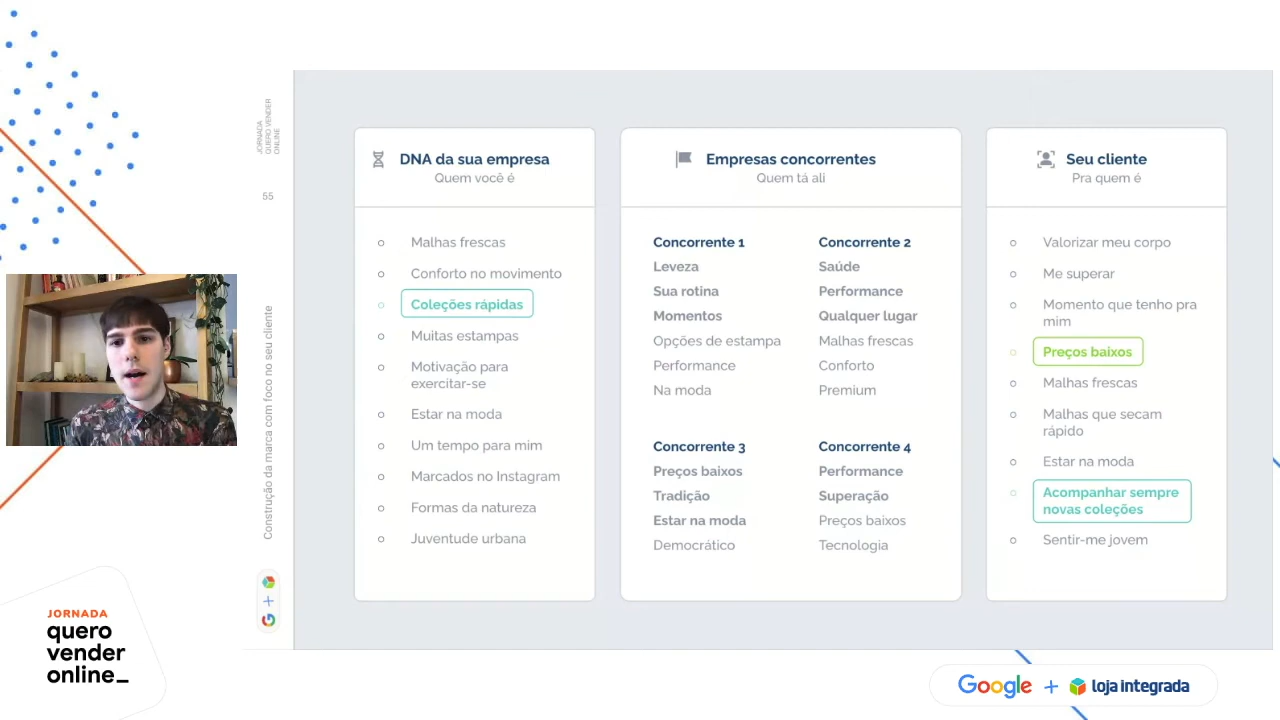 JORNADA
QUERO VENDER
ONLINE
55
Construção da marca com foco no seu cliente
DNA da sua empresa
Quem você é
Malhas frescas
Conforto no movimento
Coleções rápidas
Muitas estampas
Motivação para
exercitar-se
Estar na moda
Um tempo para mim
Marcados no Instagram
Formas da natureza
Juventude urbana
Empresas concorrentes
Quem tá ali
Concorrente 1
Leveza
Sua rotina
Momentos
Opções de estampa
Performance
Na moda
Concorrente 2
Saúde
Performance
Qualquer lugar
Malhas frescas
Conforto
Premium
Concorrente 3
Preços baixos
Tradição
Estar na moda
Democrático
Concorrente 4
Performance
Superação
Preços baixos
Tecnologia
Seu cliente
Pra quem é
Valorizar meu corpo
Me superar
Momento que tenho pra
mim
Preços baixos
Malhas frescas
Malhas que secam
rápido
Estar na moda
Acompanhar sempre
novas coleções
Sentir-me jovem
JORNADA
quero
vender
online_
Google + loja integrada